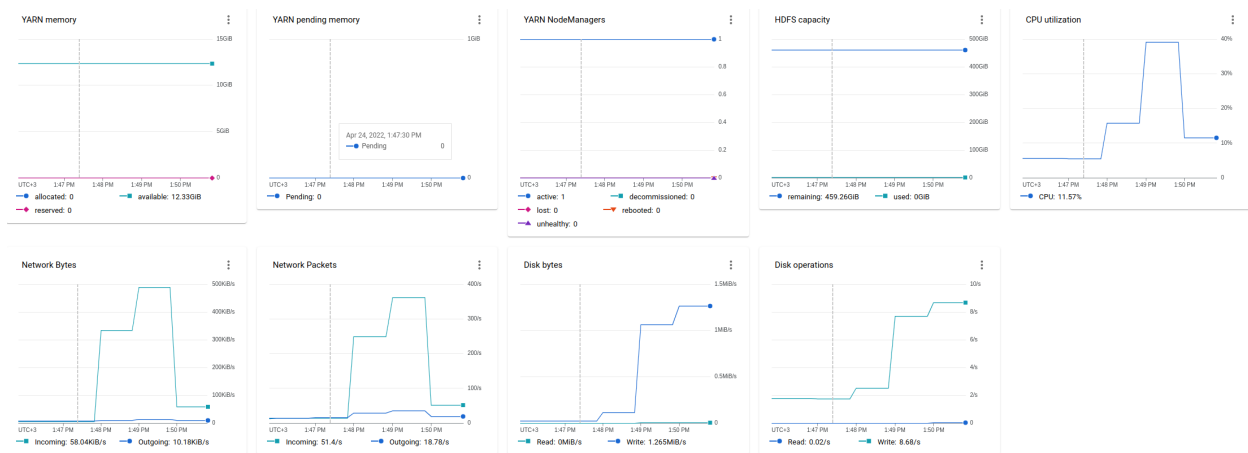 YARN memory
15GiB
10GiB
5GiB
0
UTC+3 1:47 PM 1:48 PM 1:49 PM 1:50 PM
allocated: 0 available: 12.33GiB
reserved: 0
YARN pending memory
1GiB
Apr 24, 2022, 1:47:30 PM
Pending 0
0
UTC+3 1:47 PM 1:48 PM 1:49 PM 1:50 PM
Pending: 0
YARN NodeManagers
1
0.8
0.6
0.4
0.2
0
UTC+3 1:47 PM 1:48 PM 1:49 PM 1:50 PM
active: 1 decommissioned: 0
lost: 0 rebooted: 0
unhealthy: 0
HDFS capacity
500GiB
400GiB
300GiB
200GiB
100GiB
0
UTC+3 1:47 PM 1:48 PM 1:49 PM 1:50 PM
remaining: 459.26GiB used: 0GiB
CPU utilization
40%
30%
20%
10%
0
UTC+3 1:47 PM 1:48 PM 1:49 PM 1:50 PM
CPU: 11.57%
Network Bytes
500KiB/s
400KiB/s
300KiB/s
200KiB/s
100KiB/s
0
UTC+3 1:47 PM 1:48 PM 1:49 PM 1:50 PM
Incoming: 58.04KiB/s Outgoing: 10.18KiB/s
Network Packets
400/s
300/s
200/s
100/s
0
UTC+3 1:47 PM 1:48 PM 1:49 PM 1:50 PM
Incoming: 51.4/s Outgoing: 18.78/s
Disk bytes
1.5MiB/s
1MiB/s
0.5MiB/s
0
UTC+3 1:47 PM 1:48 PM 1:49 PM 1:50 PM
Read: 0MiB/s Write: 1.265MiB/s
Disk operations
10/s
8/s
6/s
4/s
2/s
0
UTC+3 1:47 PM 1:48 PM 1:49 PM 1:50 PM
Read: 0.02/s Write: 8.68/s